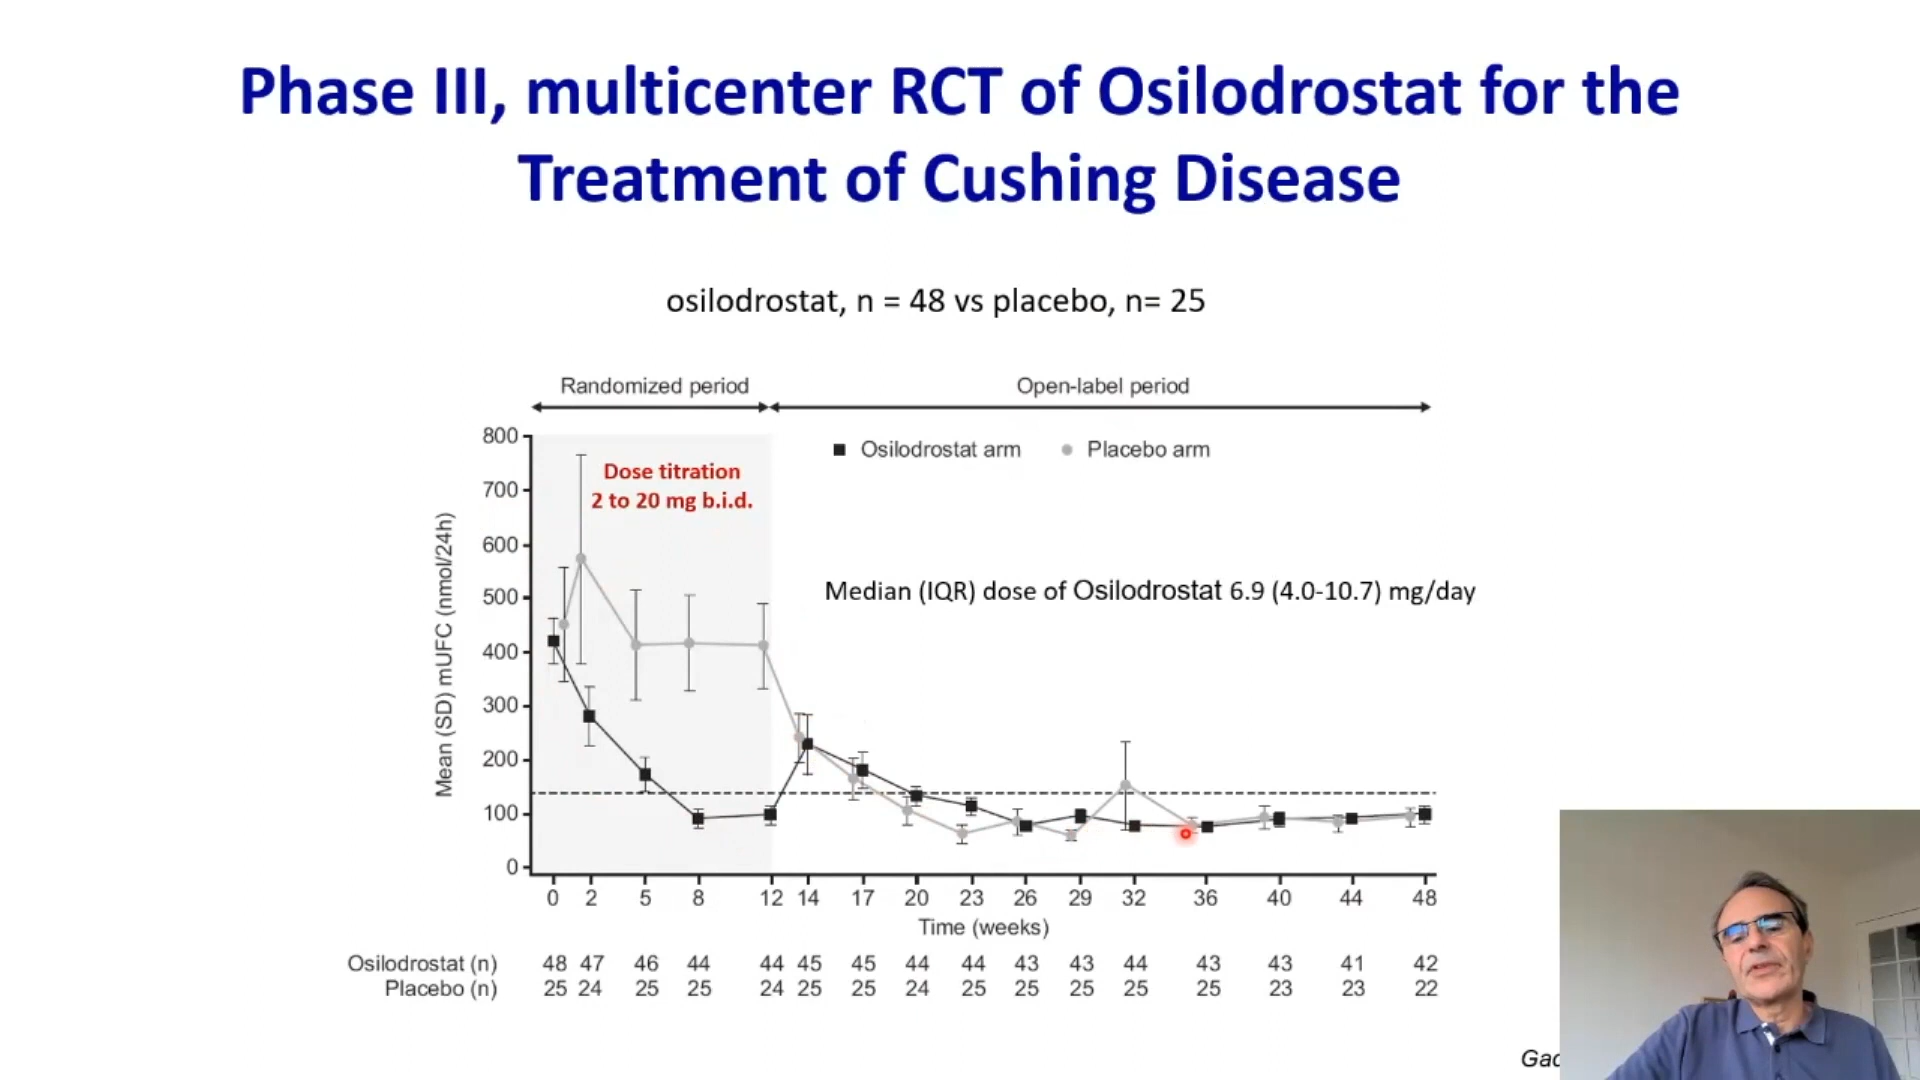 Phase III, multicenter RCT of Osilodrostat for the
Treatment of Cushing Disease
osilodrostat, n = 48 vs placebo, n= 25
Randomized period
Open-label period
Osilodrostat arm
Placebo arm
Dose titration
2 to 20 mg b.i.d.
Median (IQR) dose of Osilodrostat 6.9 (4.0-10.7) mg/day
Mean (SD) mUFC (nmol/24h)
800
700
600
500
400
300
200
100
0
0 2 5 8 12 14 17 20 23 26 29 32 36 40 44 48
Time (weeks)
Osilodrostat (n) 48 47 46 44 44 45 45 44 44 43 43 44 43 43 41 42
Placebo (n) 25 24 25 25 24 25 25 24 25 25 25 25 25 23 23 22